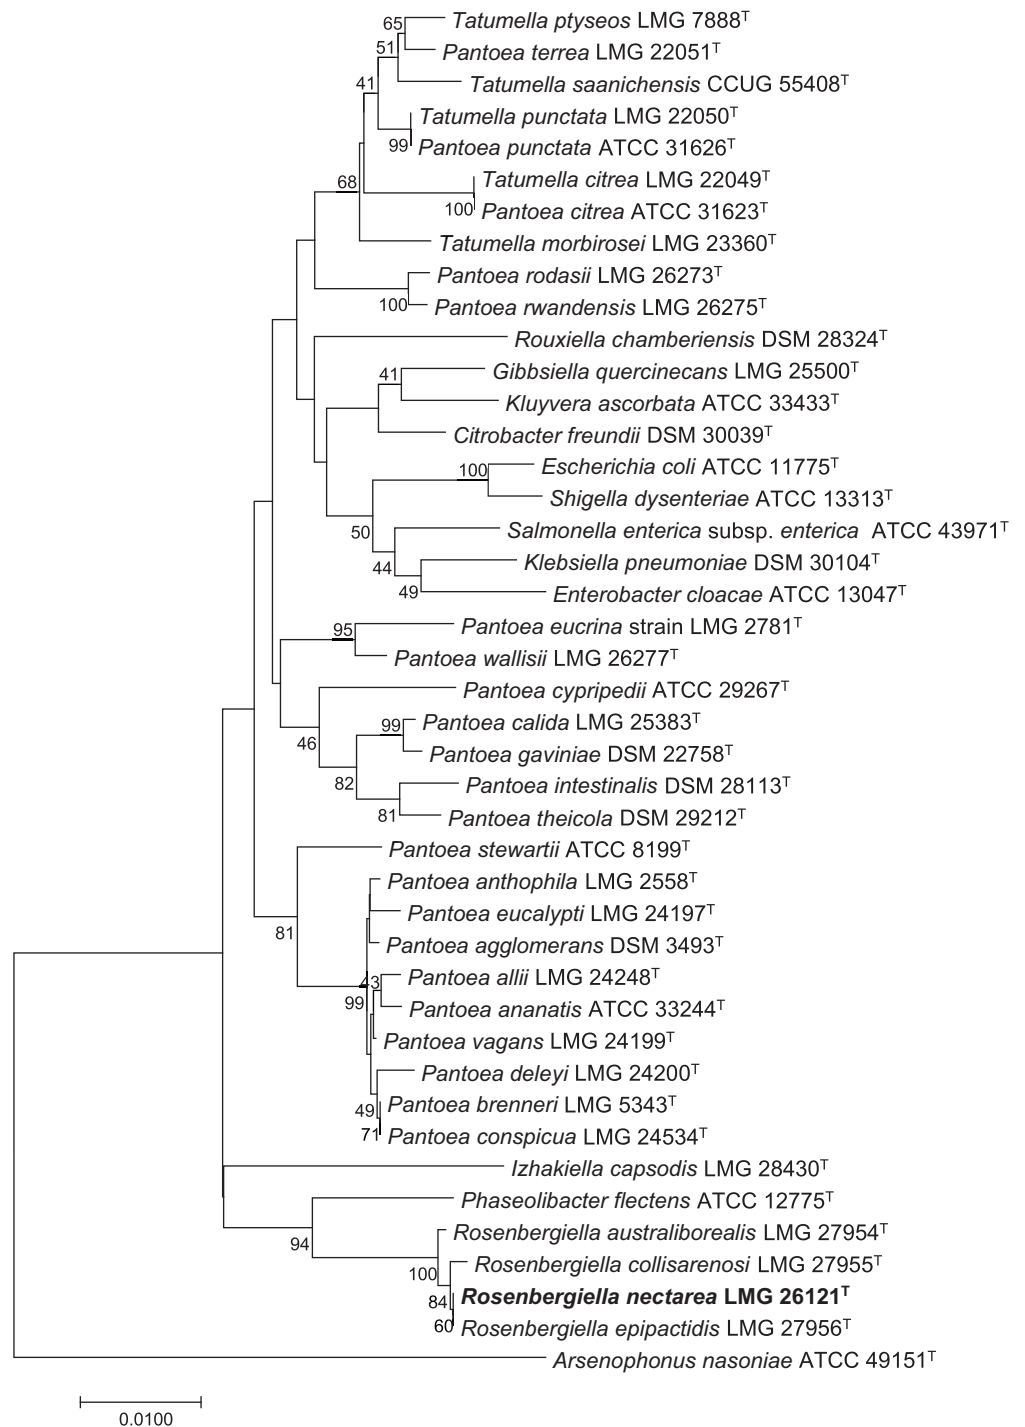 65 Tatumella ptyseos LMG 7888ᵀ
51 Pantoea terrea LMG 22051ᵀ
41 Tatumella saanichensis CCUG 55408ᵀ
Tatumella punctata LMG 22050ᵀ
99 Pantoea punctata ATCC 31626ᵀ
68 Tatumella citrea LMG 22049ᵀ
100 Pantoea citrea ATCC 31623ᵀ
Tatumella morbirosei LMG 23360ᵀ
Pantoea rodasii LMG 26273ᵀ
100 Pantoea rwandensis LMG 26275ᵀ
Rouxiella chamberiensis DSM 28324ᵀ
41 Gibbsiella quercinecans LMG 25500ᵀ
Kluyvera ascorbata ATCC 33433ᵀ
Citrobacter freundii DSM 30039ᵀ
100 Escherichia coli ATCC 11775ᵀ
Shigella dysenteriae ATCC 13313ᵀ
50 Salmonella enterica subsp. enterica ATCC 43971ᵀ
44 Klebsiella pneumoniae DSM 30104ᵀ
49 Enterobacter cloacae ATCC 13047ᵀ
95 Pantoea eucrina strain LMG 2781ᵀ
Pantoea wallisii LMG 26277ᵀ
Pantoea cypripedii ATCC 29267ᵀ
99 Pantoea calida LMG 25383ᵀ
46 Pantoea gaviniae DSM 22758ᵀ
82 Pantoea intestinalis DSM 28113ᵀ
81 Pantoea theicola DSM 29212ᵀ
Pantoea stewartii ATCC 8199ᵀ
Pantoea anthophila LMG 2558ᵀ
Pantoea eucalypti LMG 24197ᵀ
81 Pantoea agglomerans DSM 3493ᵀ
43 Pantoea allii LMG 24248ᵀ
99 Pantoea ananatis ATCC 33244ᵀ
Pantoea vagans LMG 24199ᵀ
Pantoea deleyi LMG 24200ᵀ
49 Pantoea brenneri LMG 5343ᵀ
71 Pantoea conspicua LMG 24534ᵀ
Izhakiella capsodis LMG 28430ᵀ
Phaseolibacter flectens ATCC 12775ᵀ
94 Rosenbergiella australiborealis LMG 27954ᵀ
100 Rosenbergiella collisarenosi LMG 27955ᵀ
84 Rosenbergiella nectarea LMG 26121ᵀ
60 Rosenbergiella epipactidis LMG 27956ᵀ
Arsenophonus nasoniae ATCC 49151ᵀ
0.0100